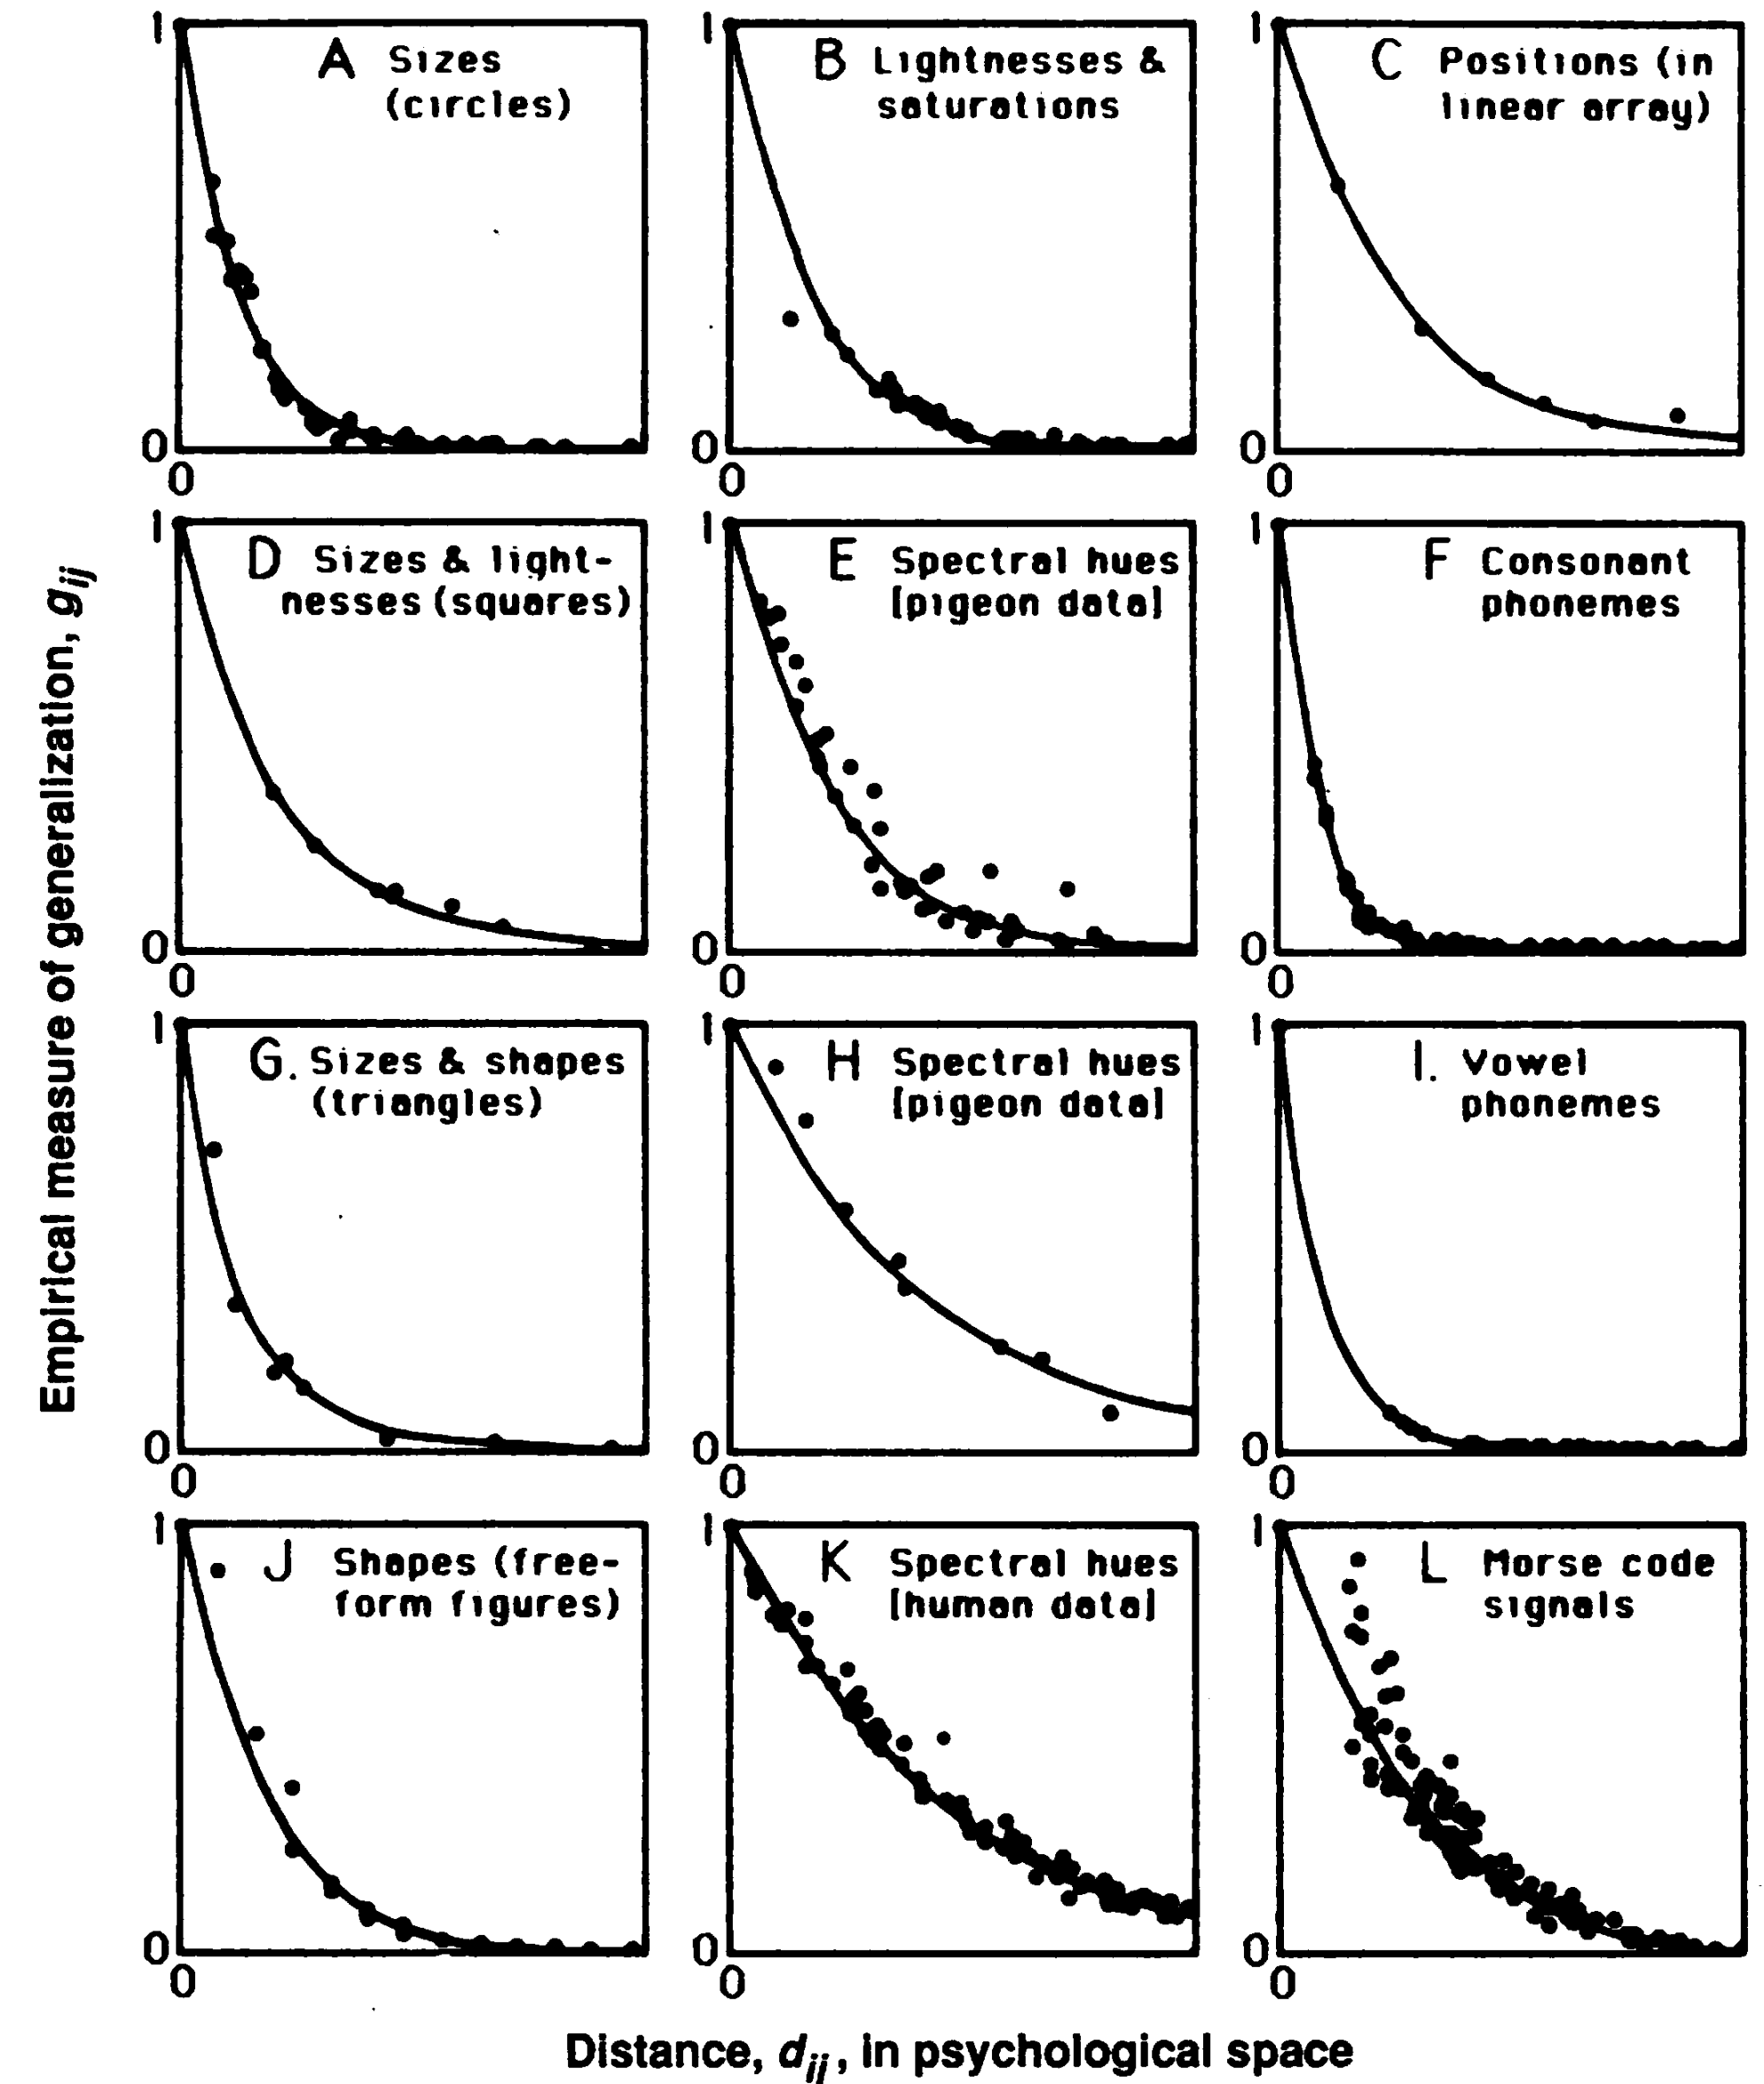 Empirical measure of generalization, gij
1
A Sizes
(circles)
0
0
1
B Lightnesses &
saturations
0
0
1
C Positions (in
linear array)
0
0
1
D Sizes & light-
nesses (squares)
0
0
1
E Spectral hues
[pigeon data]
0
0
1
F Consonant
phonemes
0
0
1
G. Sizes & shapes
(triangles)
0
0
1
H Spectral hues
[pigeon data]
0
0
1
I. Vowel
phonemes
0
0
1
J Shapes (free-
form figures)
0
0
1
K Spectral hues
[human data]
0
0
1
L Morse code
signals
0
0
Distance, dij, in psychological space